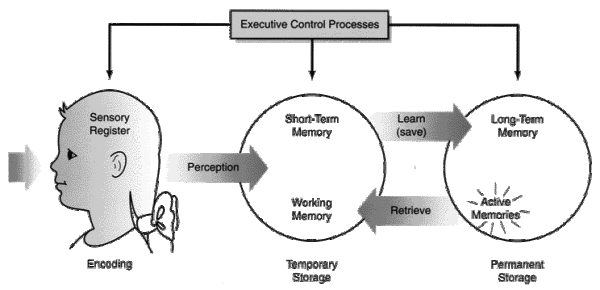 Executive Control Processes
Sensory
Register
Short-Term
Memory
Learn
(save)
Long-Term
Memory
Perception
Working
Memory
Retrieve
Active
Memories
Encoding
Temporary
Storage
Permanent
Storage